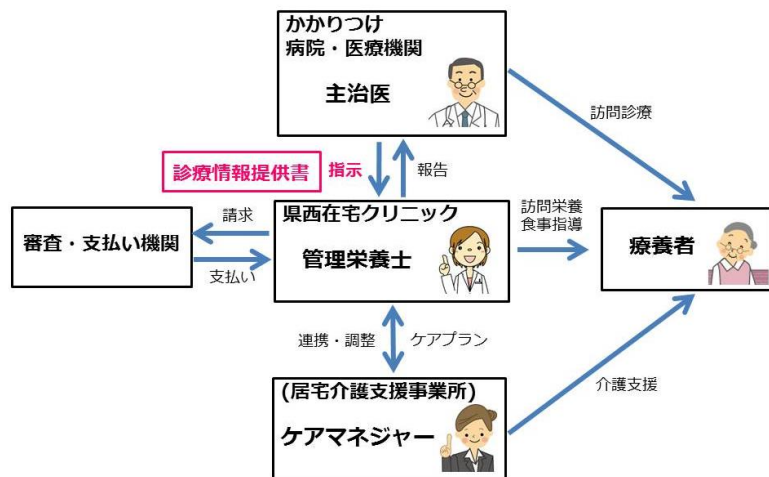 かかりつけ
病院・医療機関
主治医
訪問診療
診療情報提供書
指示
報告
請求
県西在宅クリニック
訪問栄養
食事指導
審査・支払い機関
管理栄養士
療養者
支払い
連携・調整
ケアプラン
(居宅介護支援事業所)
介護支援
ケアマネジャー